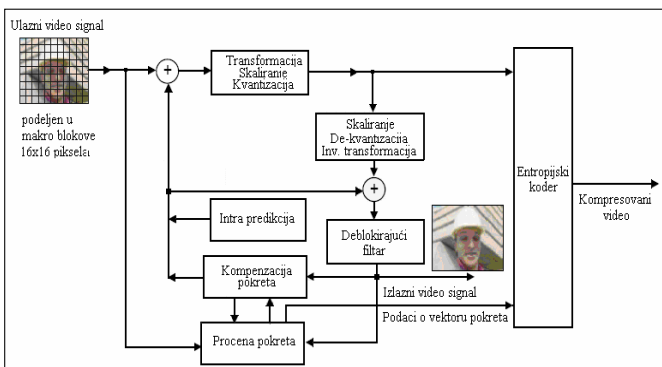 Ulazni video signal
podeljen u
makro blokove
16x16 piksela
+
Transformacija
Skaliranje
Kvantizacija
Skaliranje
De-kvantizacija
Inv. transformacija
+
Intra predikcija
Deblokirajući
filtar
Kompenzacija
pokreta
Procena pokreta
Izlazni video signal
Podaci o vektoru pokreta
Entropijski
koder
Kompresovani
video